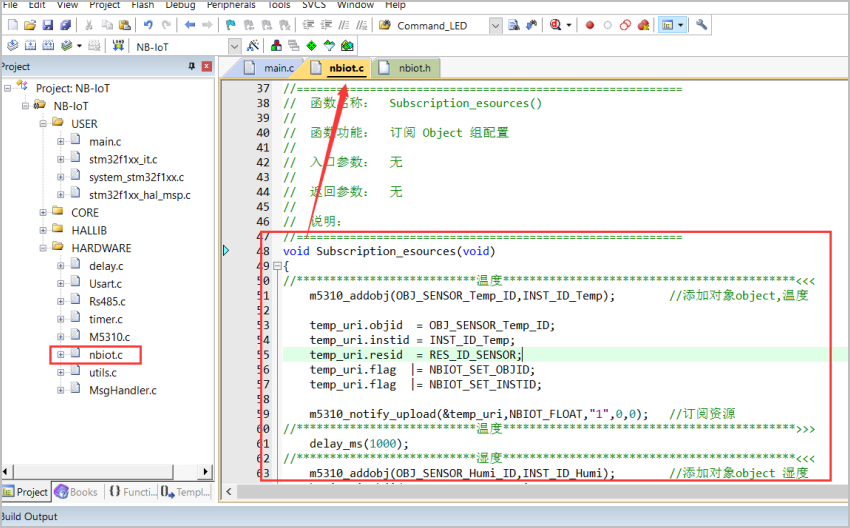 File Edit View Project Flash Debug Peripherals Tools SVCS Window Help
Command_LED
LOAD NB-IoT
Project
main.c nbiot.c nbiot.h
Project: NB-IoT
NB-IoT
USER
main.c
stm32f1xx_it.c
system_stm32f1xx.c
stm32f1xx_hal_msp.c
CORE
HALLIB
HARDWARE
delay.c
Usart.c
Rs485.c
timer.c
M5310.c
nbiot.c
utils.c
MsgHandler.c
Project Books {} Functi... Templ...
37 //==========================================================
38 // 函数名称: Subscription_esources()
39 //
40 // 函数功能: 订阅 Object 组配置
41 //
42 // 入口参数: 无
43 //
44 // 返回参数: 无
45 //
46 // 说明:
47 //==========================================================
48 void Subscription_esources(void)
49 {
50 //***************************温度********************************************<<<
51 m5310_addobj(OBJ_SENSOR_Temp_ID,INST_ID_Temp); //添加对象object,温度
52
53 temp_uri.objid = OBJ_SENSOR_Temp_ID;
54 temp_uri.instid = INST_ID_Temp;
55 temp_uri.resid = RES_ID_SENSOR;
56 temp_uri.flag |= NBIOT_SET_OBJID;
57 temp_uri.flag |= NBIOT_SET_INSTID;
58
59 m5310_notify_upload(&temp_uri,NBIOT_FLOAT,"1",0,0); //订阅资源
60 //***************************温度********************************************>>>
61 delay_ms(1000);
62 //***************************湿度********************************************<<<
63 m5310_addobj(OBJ_SENSOR_Humi_ID,INST_ID_Humi); //添加对象object 湿度
Build Output